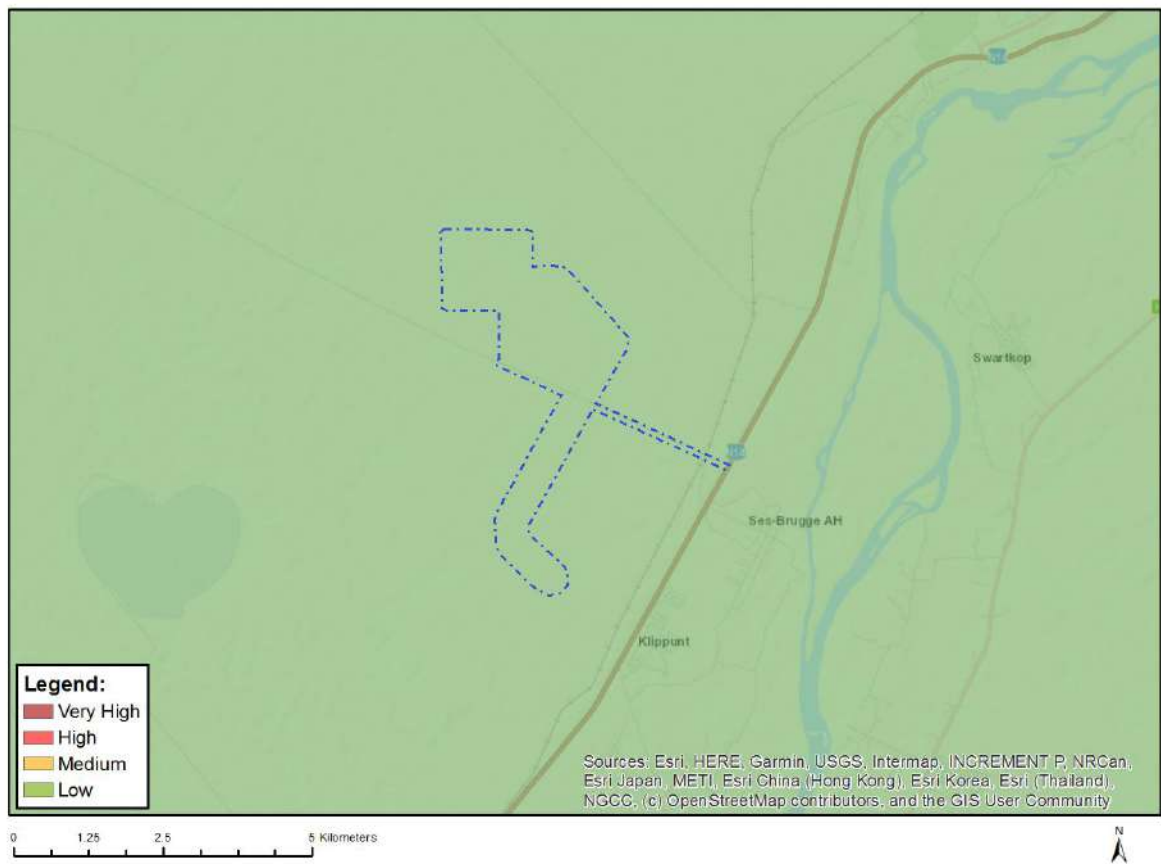 N14
Swartkop
N14
Ses-Brugge AH
Klippunt
Legend:
Very High
High
Medium
Low
Sources: Esri, HERE, Garmin, USGS, Intermap, INCREMENT P, NRCan,
Esri Japan, METI, Esri China (Hong Kong), Esri Korea, Esri (Thailand),
NGCC, (c) OpenStreetMap contributors, and the GIS User Community
0 1.25 2.5 5 Kilometers
N